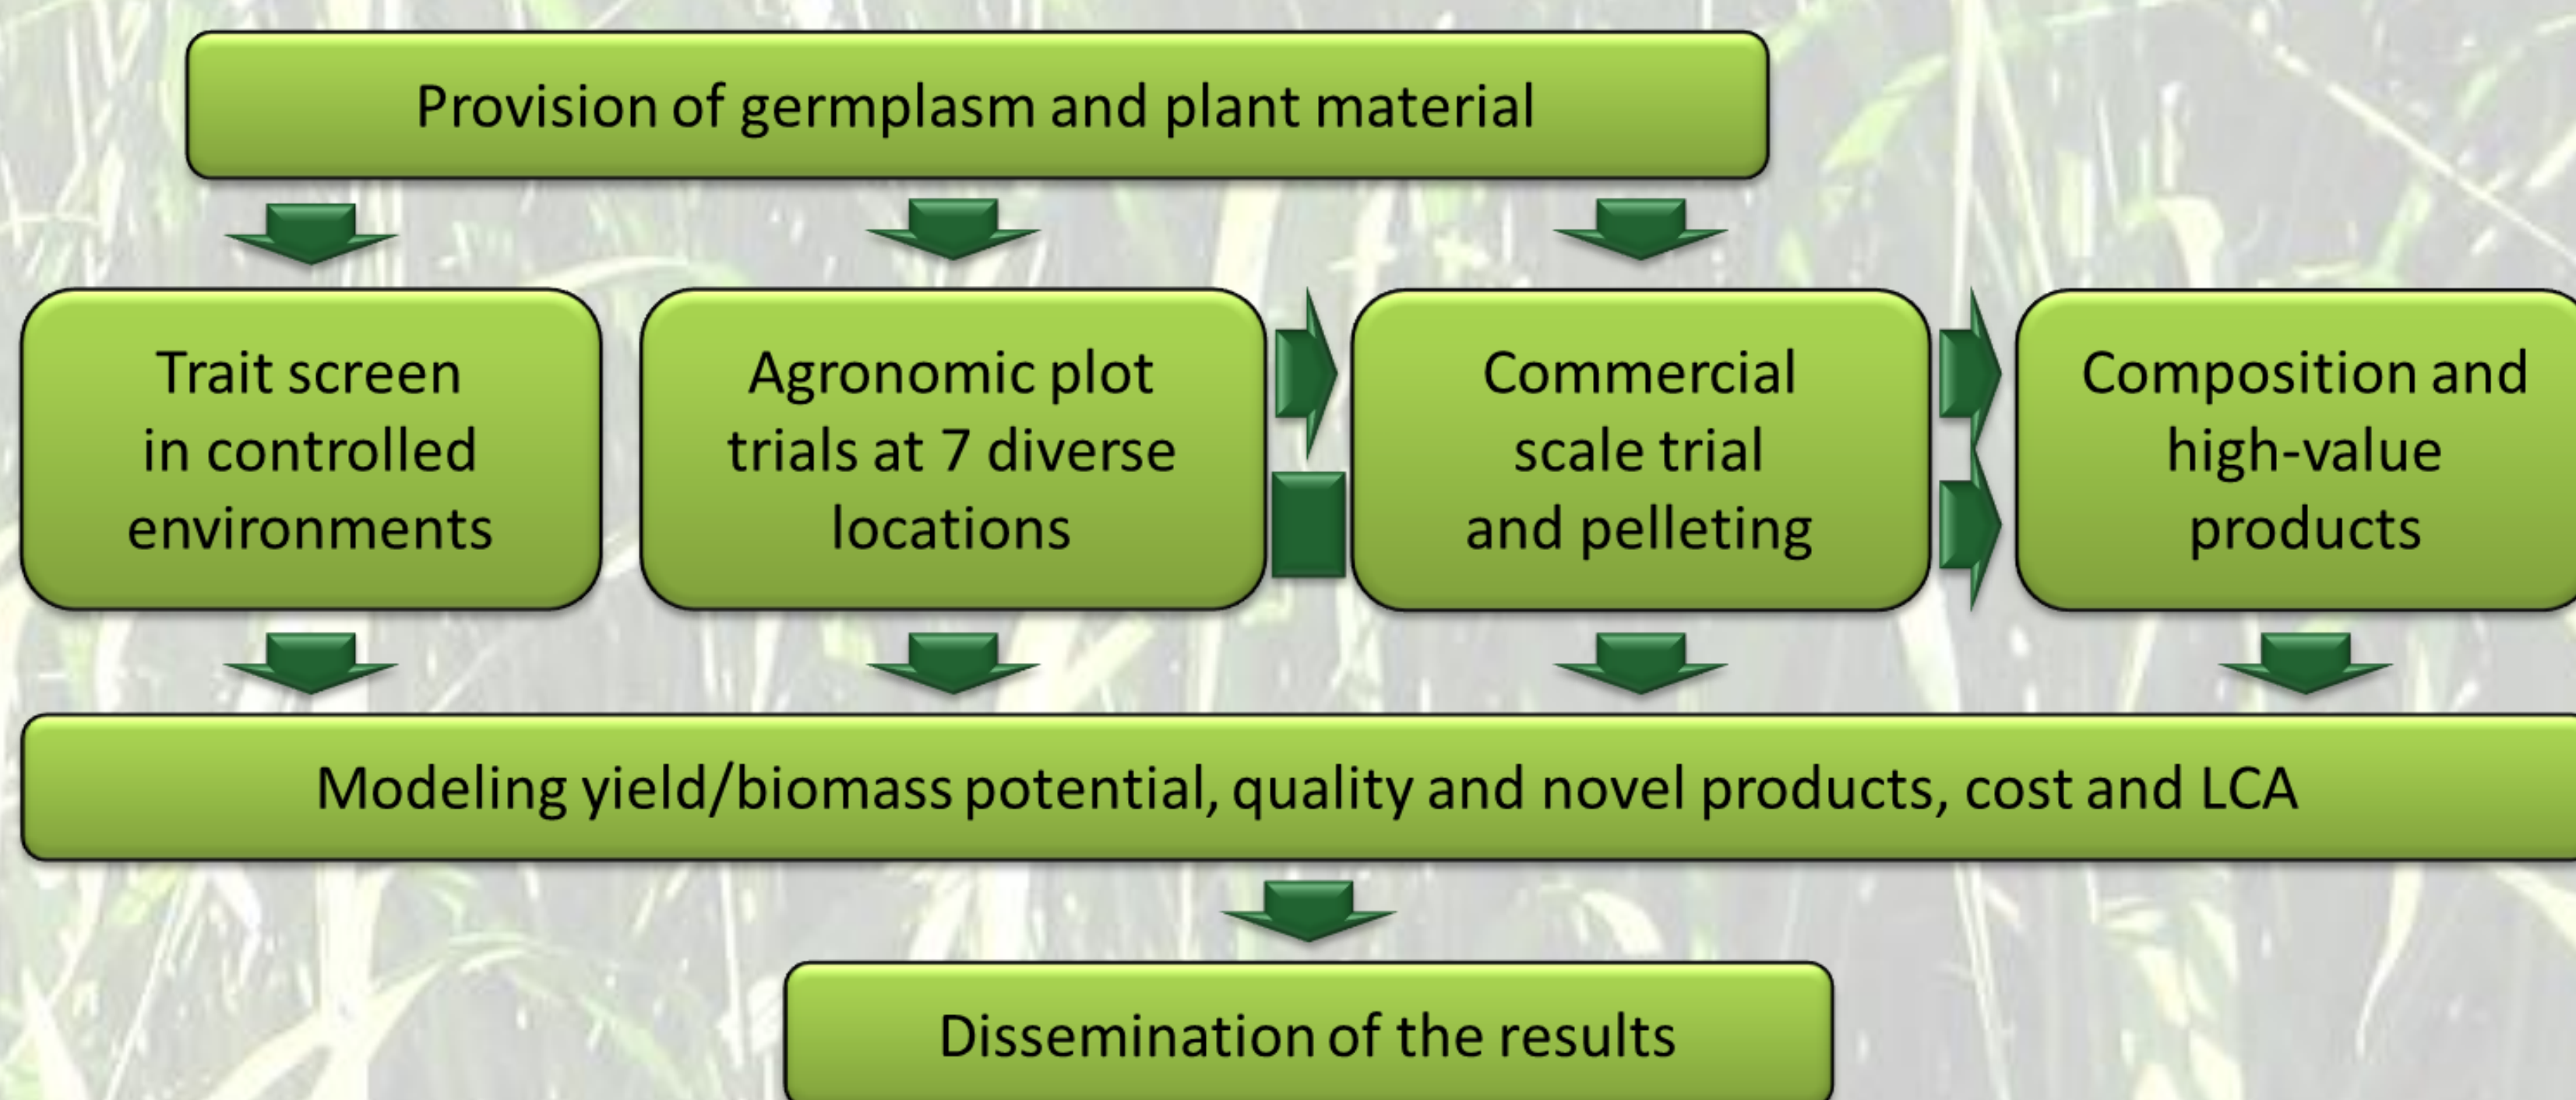 Provision of germplasm and plant material
Trait screen
in controlled
environments
Agronomic plot
trials at 7 diverse
locations
Commercial
scale trial
and pelleting
Composition and
high-value
products
Modeling yield/biomass potential, quality and novel products, cost and LCA
Dissemination of the results